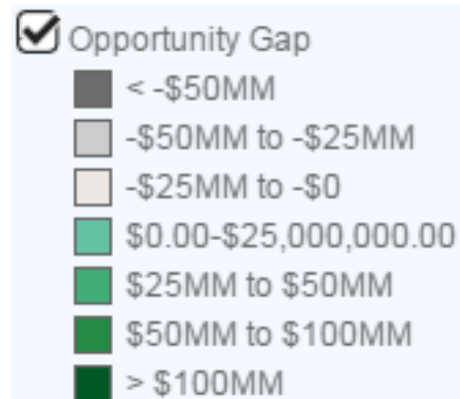 Opportunity Gap
< -$50MM
-$50MM to -$25MM
-$25MM to -$0
$0.00-$25,000,000.00
$25MM to $50MM
$50MM to $100MM
> $100MM